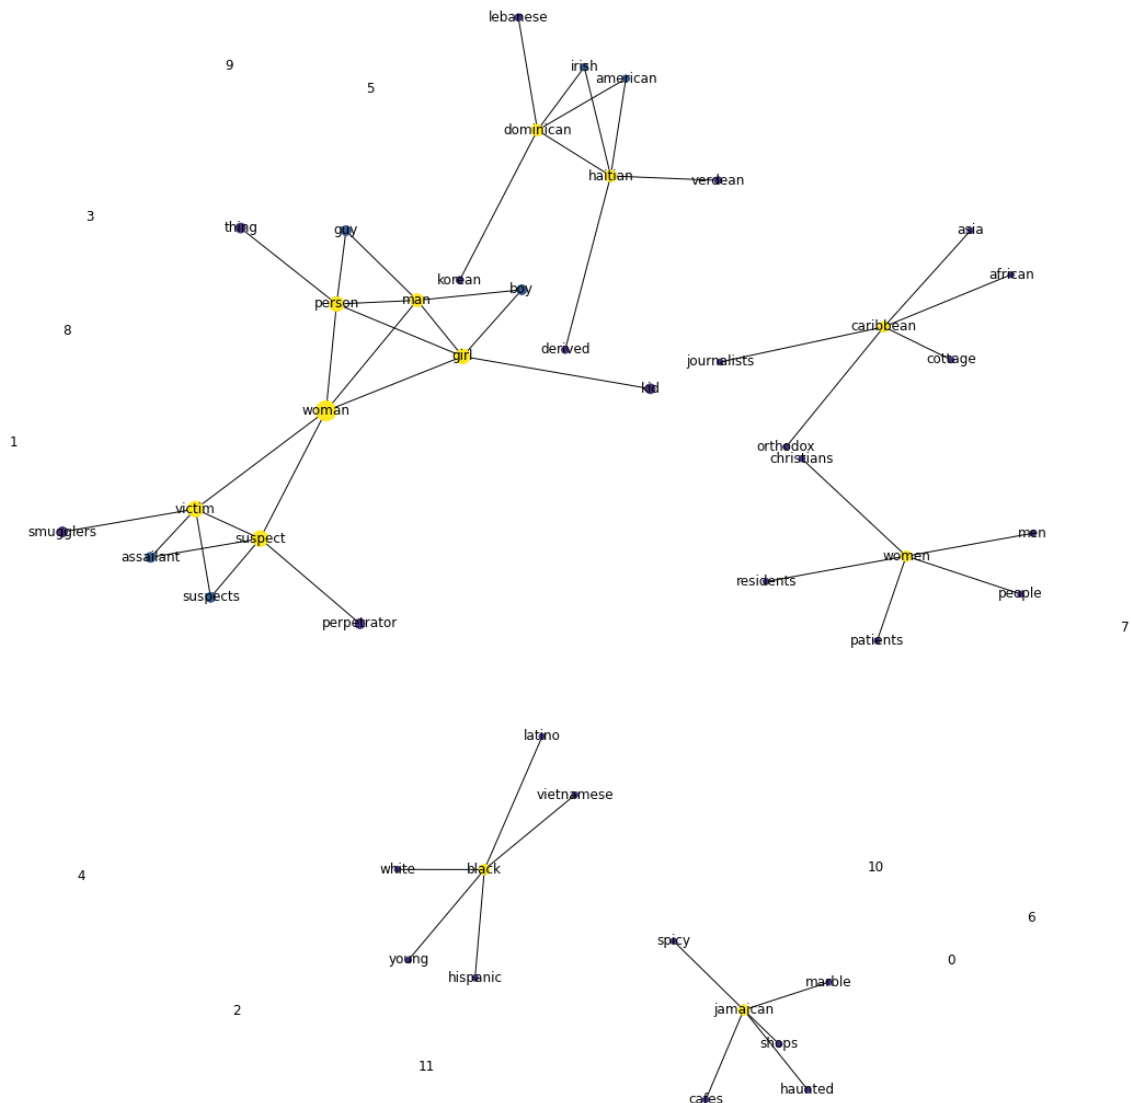 lebanese
9
irish
american
5
dominican
haitian
verdean
3
thing
guy
asia
african
korean
boy
person
man
caribbean
8
derived
girl
journalists
cottage
kid
woman
1
orthodox
christians
victim
smugglers
suspect
men
assailant
women
residents
suspects
people
perpetrator
7
patients
latino
vietnamese
white
black
10
4
6
spicy
young
0
hispanic
marble
2
jamaican
shops
11
haunted
cafes